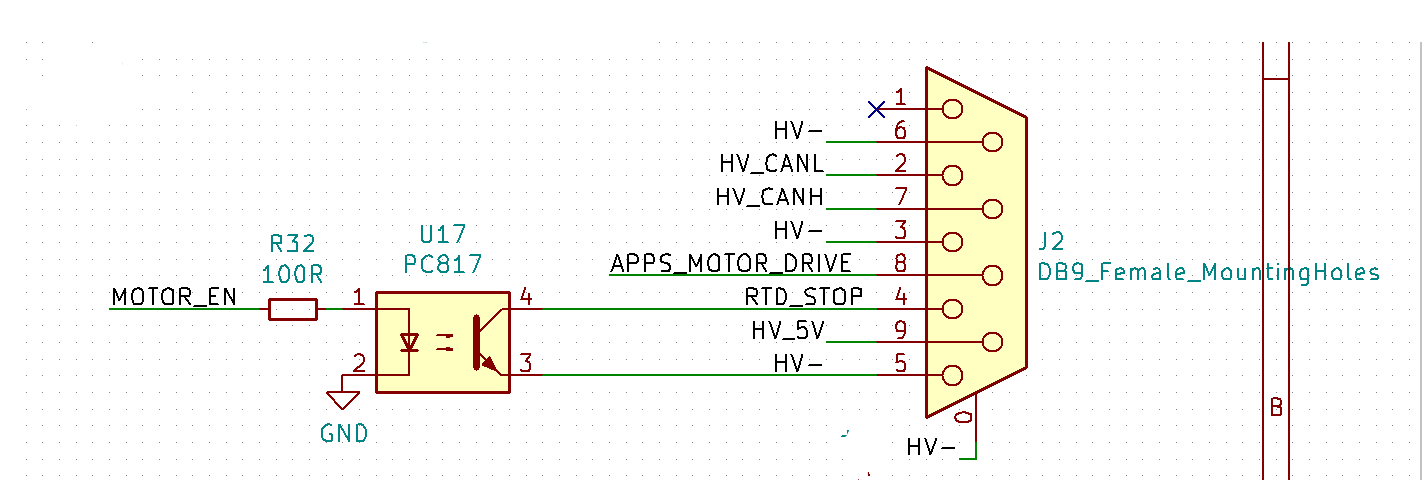 1
HV-
6
HV_CANL
2
HV_CANH
7
HV-
3
APPS_MOTOR_DRIVE
8
RTD_STOP
4
HV_5V
9
HV-
5
0
HV-
J2
DB9_Female_MountingHoles
R32
100R
U17
PC817
MOTOR_EN
1
2
4
3
GND
B